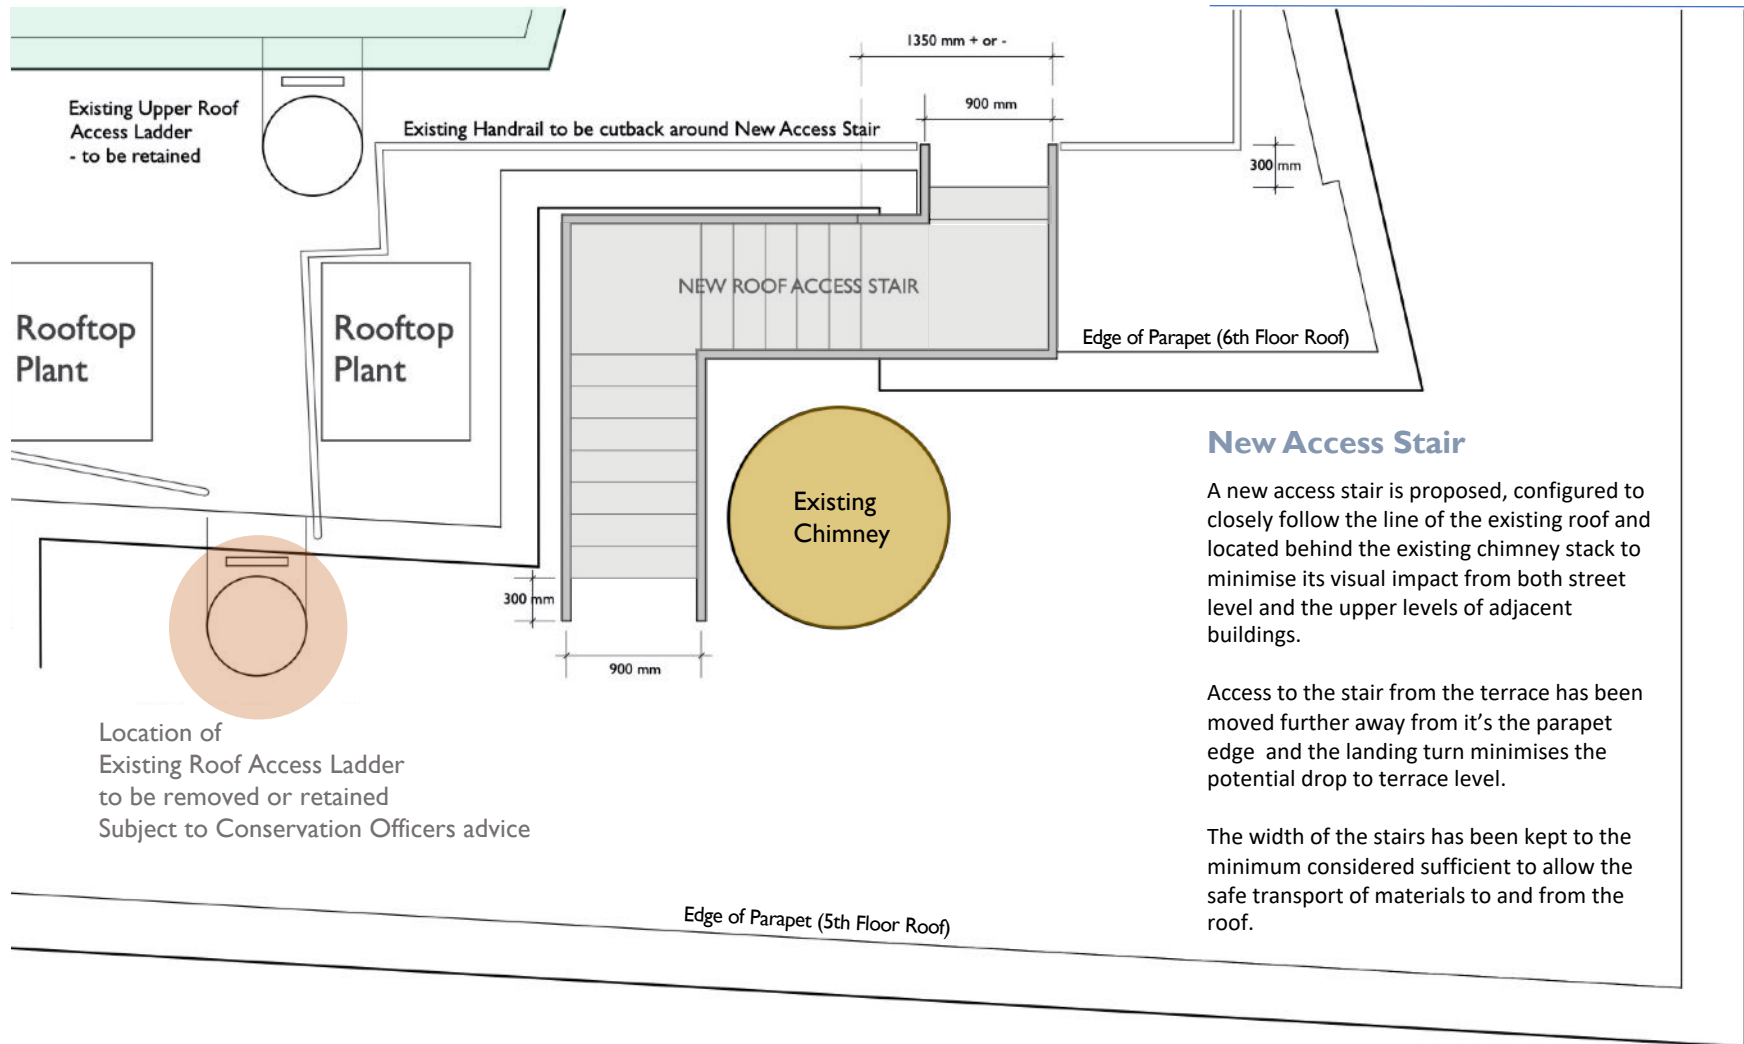 1350 mm + or -
900 mm
Existing Upper Roof
Access Ladder
- to be retained
Existing Handrail to be cutback around New Access Stair
300 mm
NEW ROOF ACCESS STAIR
Rooftop
Plant
Rooftop
Plant
Edge of Parapet (6th Floor Roof)
Existing
Chimney
300 mm
900 mm
Location of
Existing Roof Access Ladder
to be removed or retained
Subject to Conservation Officers advice
Edge of Parapet (5th Floor Roof)
New Access Stair
A new access stair is proposed, configured to
closely follow the line of the existing roof and
located behind the existing chimney stack to
minimise its visual impact from both street
level and the upper levels of adjacent
buildings.
Access to the stair from the terrace has been
moved further away from it's the parapet
edge  and the landing turn minimises the
potential drop to terrace level.
The width of the stairs has been kept to the
minimum considered sufficient to allow the
safe transport of materials to and from the
roof.